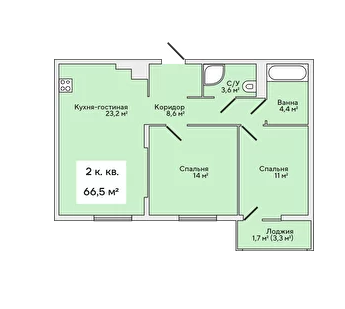 Кухня-гостиная
23,2 м²
Коридор
8,6 м²
С/У
3,6 м²
Ванна
4,4 м²
2 к. кв.
66,5 м²
Спальня
14 м²
Спальня
11 м²
Лоджия
1,7 м² (3,3 м²)